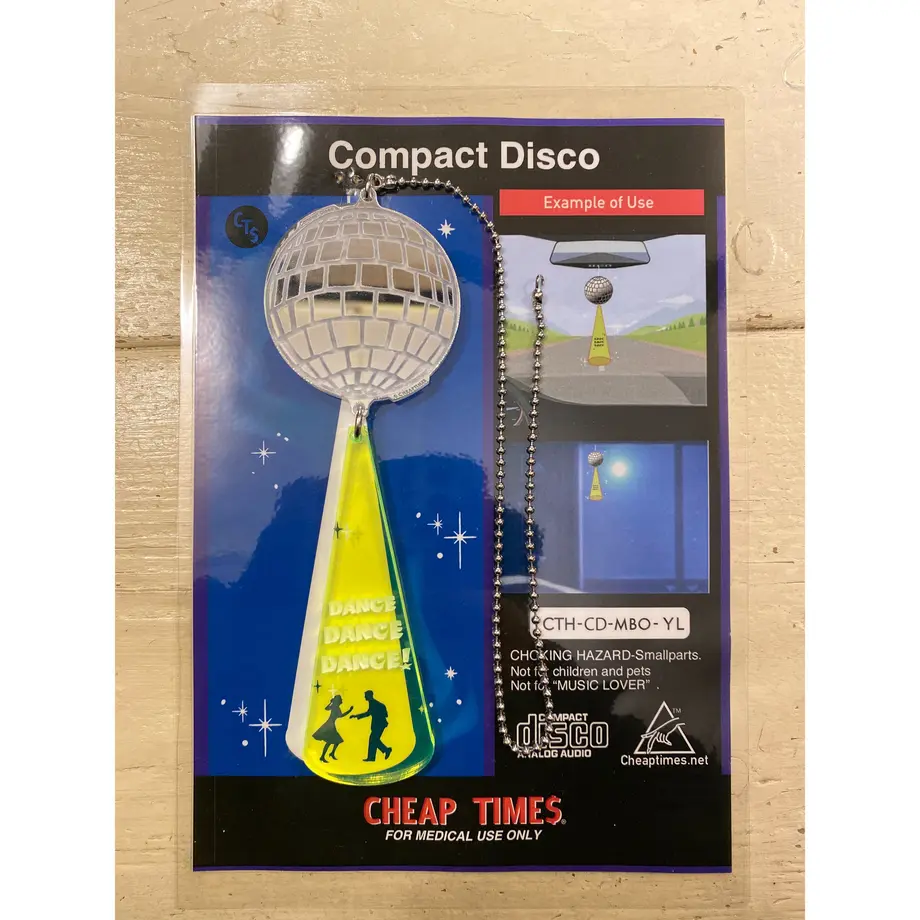 Compact Disco
CTS
Example of Use
DANCE
DANCE
DANCE!
CTH-CD-MBO-YL
CHOKING HAZARD-Smallparts.
Not for children and pets
Not for “MUSIC LOVER” .
COMPACT
disco
ANALOG AUDIO
TM
Cheaptimes.net
CHEAP TIME$®
FOR MEDICAL USE ONLY